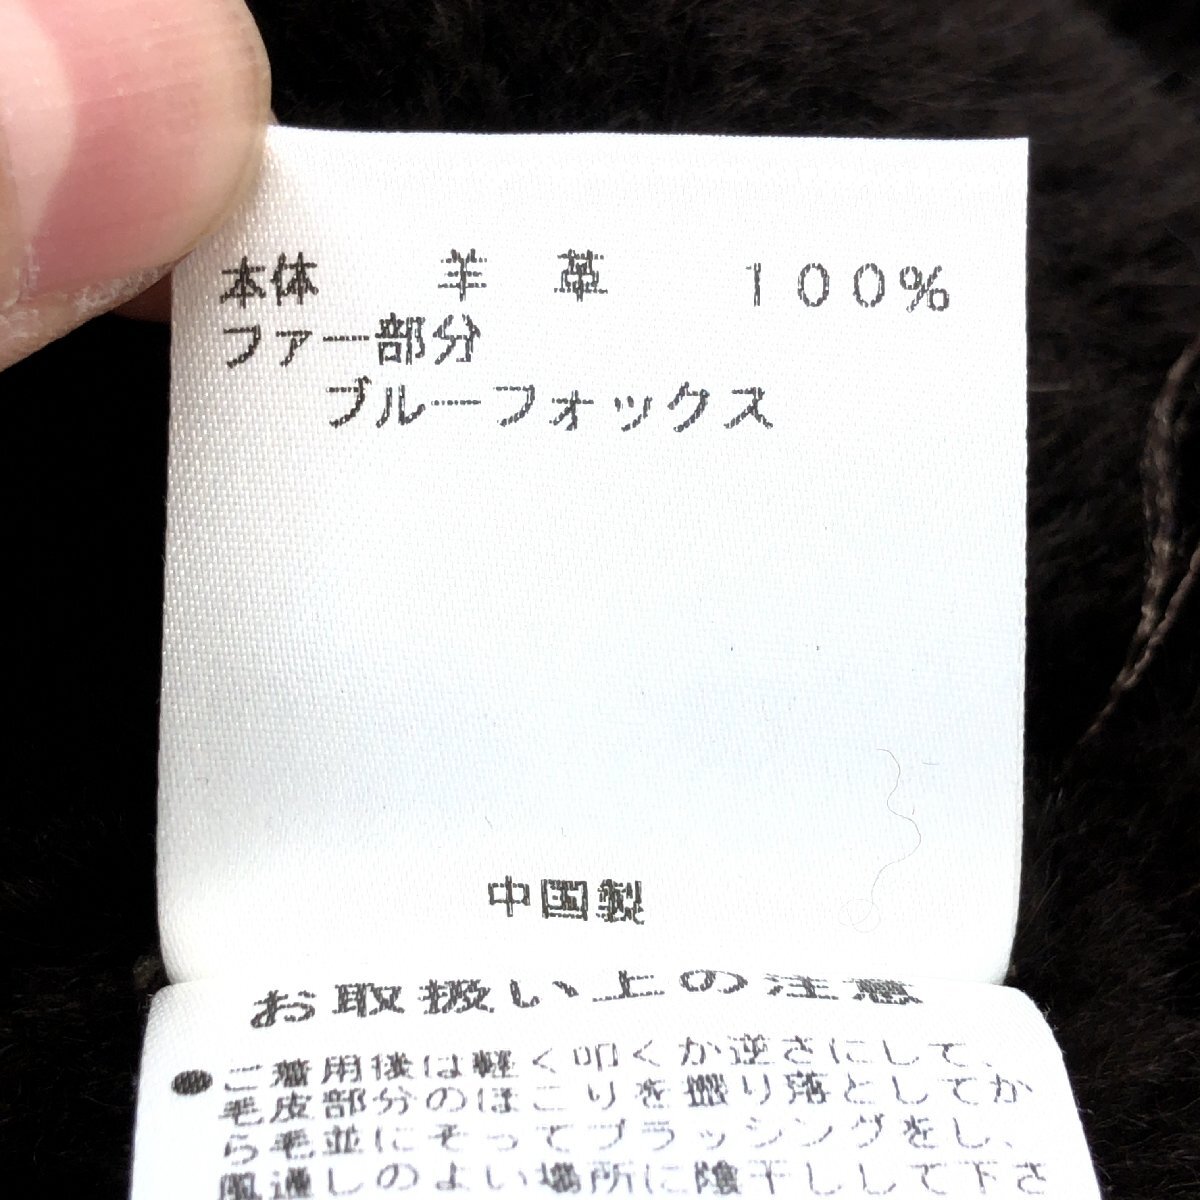 本体 羊 革 100%
ファー部分
ブルーフォックス
中国製
お取扱い上の注意
●ご着用後は軽く叩くか逆さにして、
毛皮部分のほこりを振り落としてか
ら毛並にそってブラッシングをし、
風通しのよい場所に陰干しして下さ